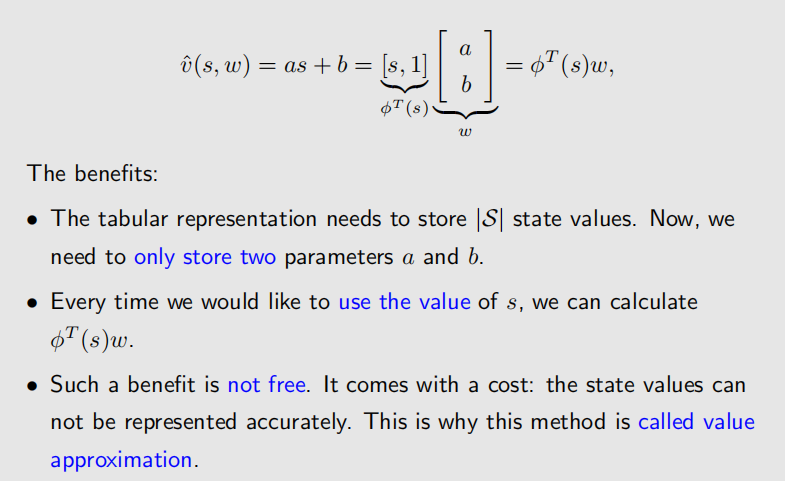 v̂(s, w) = as + b = [s, 1] [ a b ] = ϕᵀ(s)w,
ϕᵀ(s)
w
The benefits:
• The tabular representation needs to store |𝒮| state values. Now, we
need to only store two parameters a and b.
• Every time we would like to use the value of s, we can calculate
ϕᵀ(s)w.
• Such a benefit is not free. It comes with a cost: the state values can
not be represented accurately. This is why this method is called value
approximation.